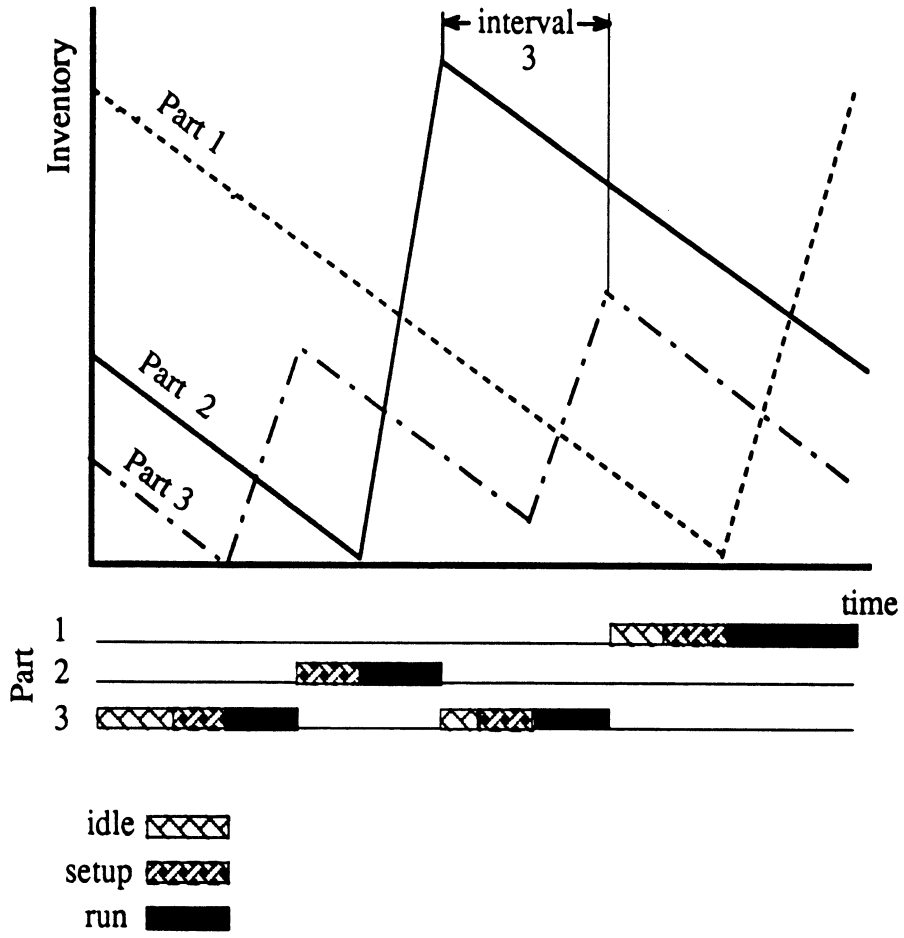 interval
3
Inventory
Part 1
Part 2
Part 3
time
Part
1
2
3
idle
setup
run